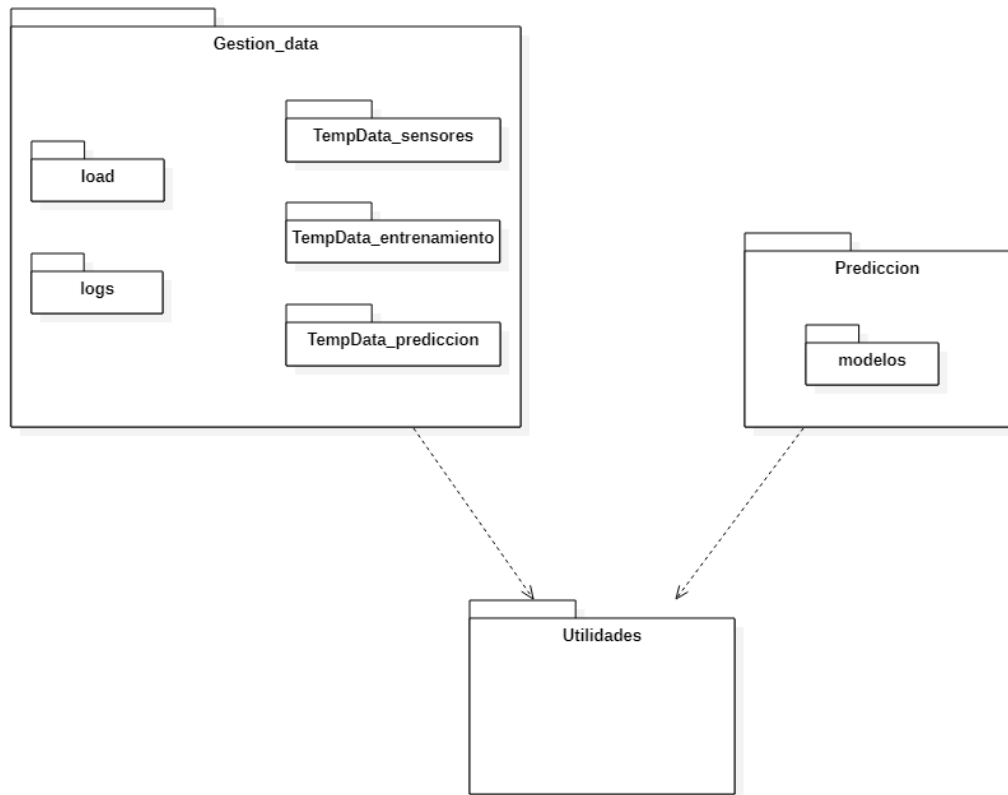 Gestion_data
TempData_sensores
load
TempData_entrenamiento
logs
TempData_prediccion
Prediccion
modelos
Utilidades